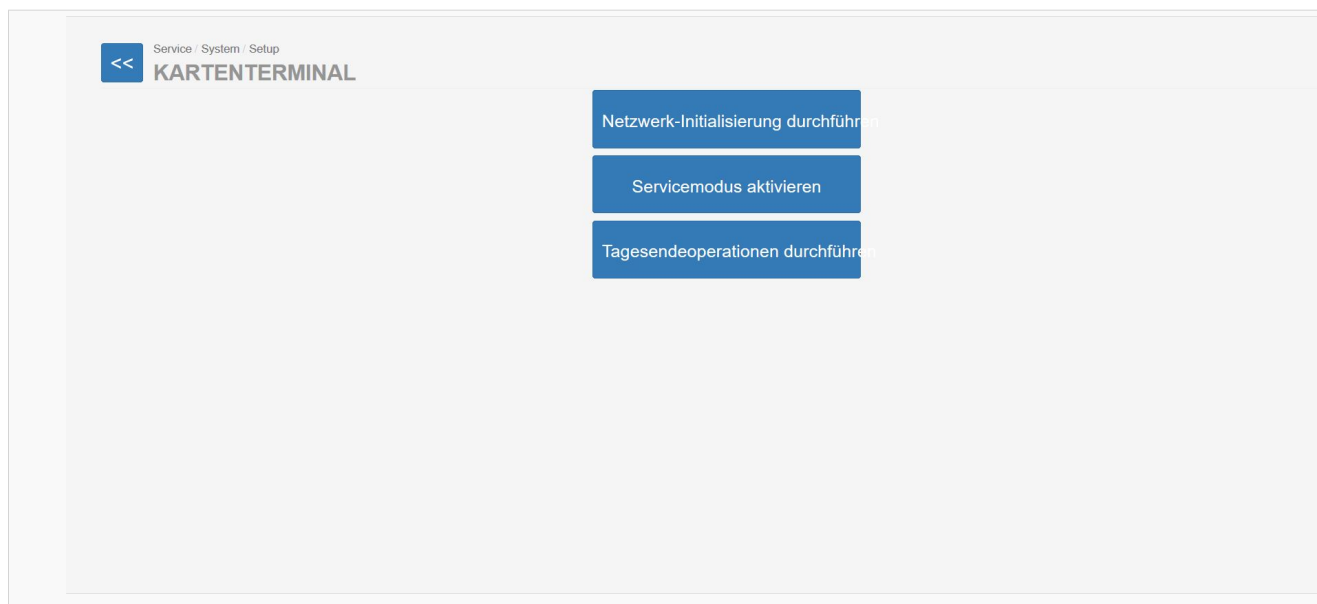 <<
Service / System / Setup
KARTENTERMINAL
Netzwerk-Initialisierung durchführen
Servicemodus aktivieren
Tagesendeoperationen durchführen